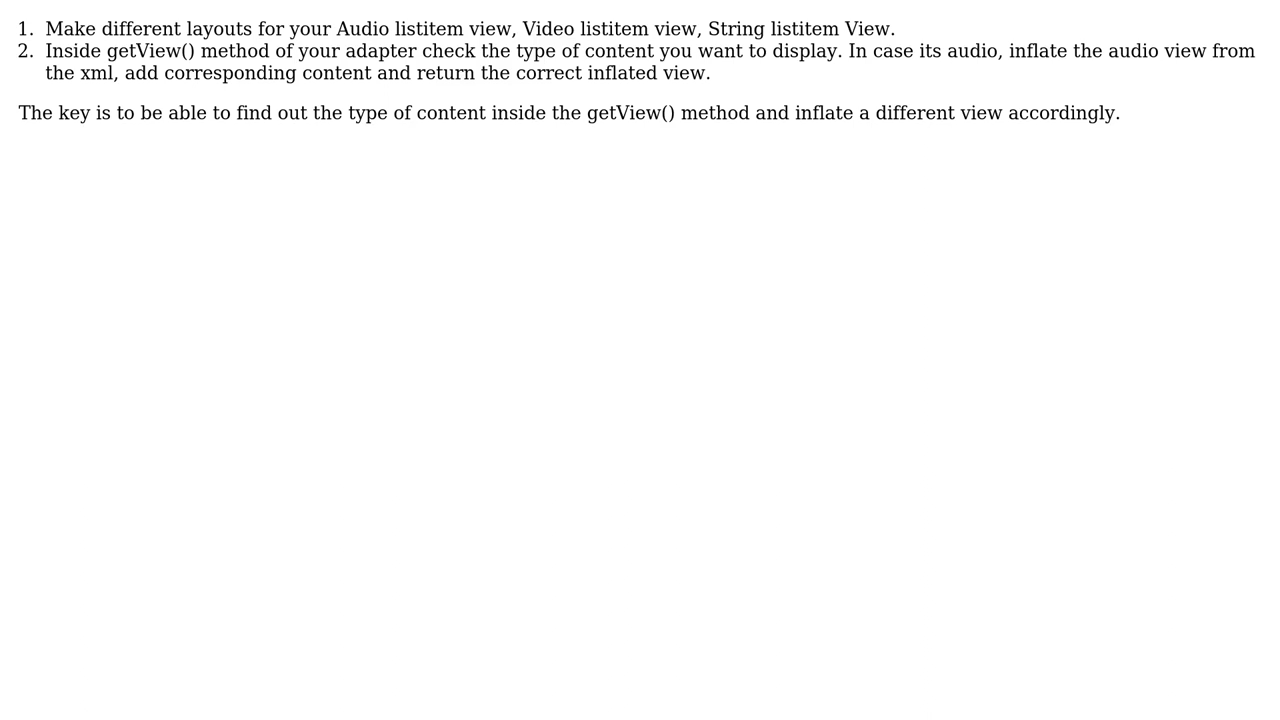 1. Make different layouts for your Audio listitem view, Video listitem view, String listitem View.
2. Inside getView() method of your adapter check the type of content you want to display. In case its audio, inflate the audio view from
the xml, add corresponding content and return the correct inflated view.
The key is to be able to find out the type of content inside the getView() method and inflate a different view accordingly.